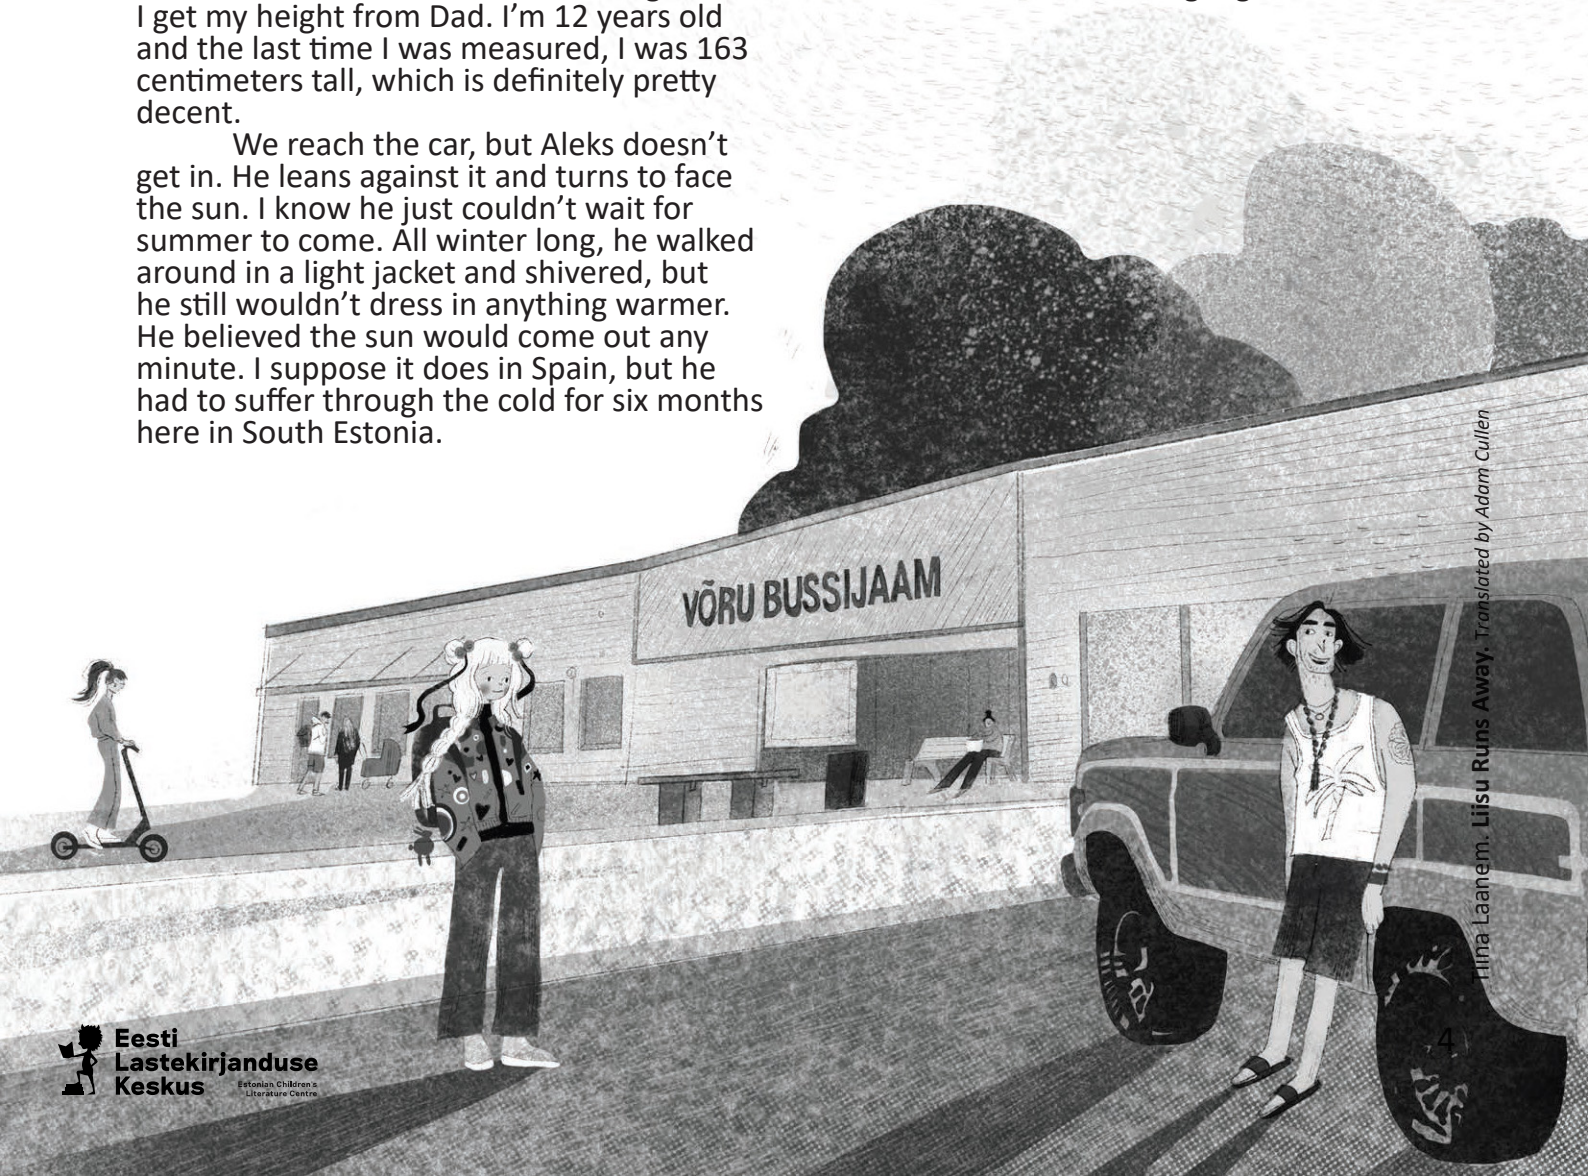 I get my height from Dad. I’m 12 years old
and the last time I was measured, I was 163
centimeters tall, which is definitely pretty
decent.
We reach the car, but Aleks doesn’t
get in. He leans against it and turns to face
the sun. I know he just couldn’t wait for
summer to come. All winter long, he walked
around in a light jacket and shivered, but
he still wouldn’t dress in anything warmer.
He believed the sun would come out any
minute. I suppose it does in Spain, but he
had to suffer through the cold for six months
here in South Estonia.
VÕRU BUSSIJAAM
Tiina Laanem. Liisu Runs Away. Translated by Adam Cullen
Eesti
Lastekirjanduse
Keskus
Estonian Children's
Literature Centre
4